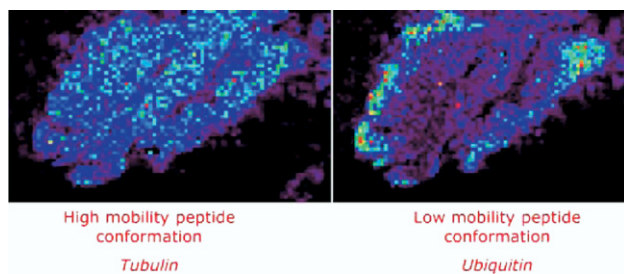 High mobility peptide
conformation
Tubulin
Low mobility peptide
conformation
Ubiquitin